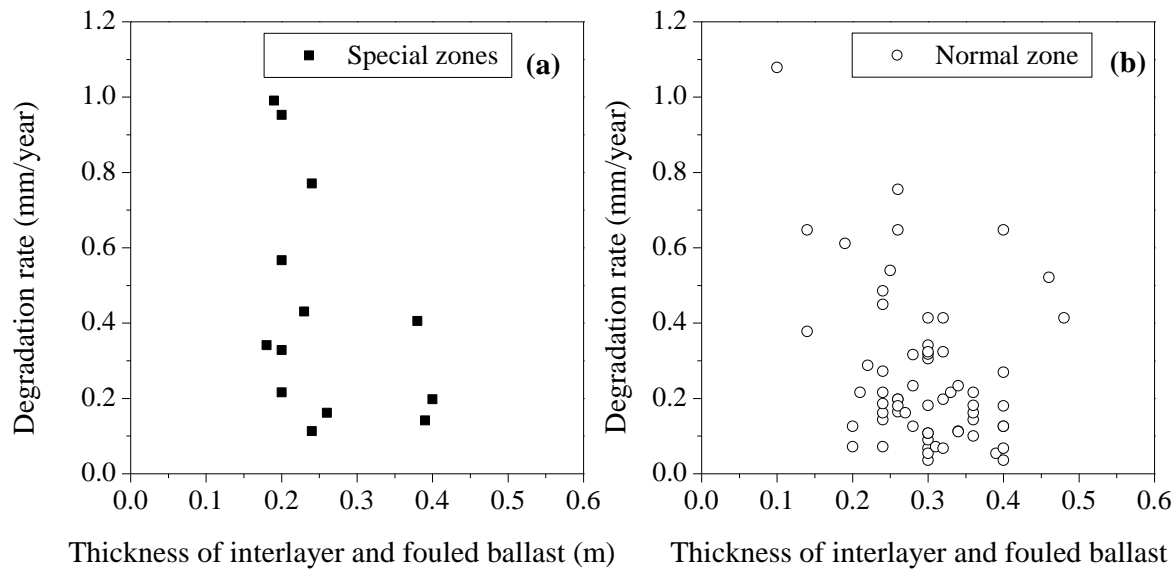 1.2
1.0
0.8
0.6
0.4
0.2
0.0
Degradation rate (mm/year)
Special zones
(a)
0.0 0.1 0.2 0.3 0.4 0.5 0.6
Thickness of interlayer and fouled ballast (m)
1.2
1.0
0.8
0.6
0.4
0.2
0.0
Degradation rate (mm/year)
Normal zone
(b)
0.0 0.1 0.2 0.3 0.4 0.5 0.6
Thickness of interlayer and fouled ballast